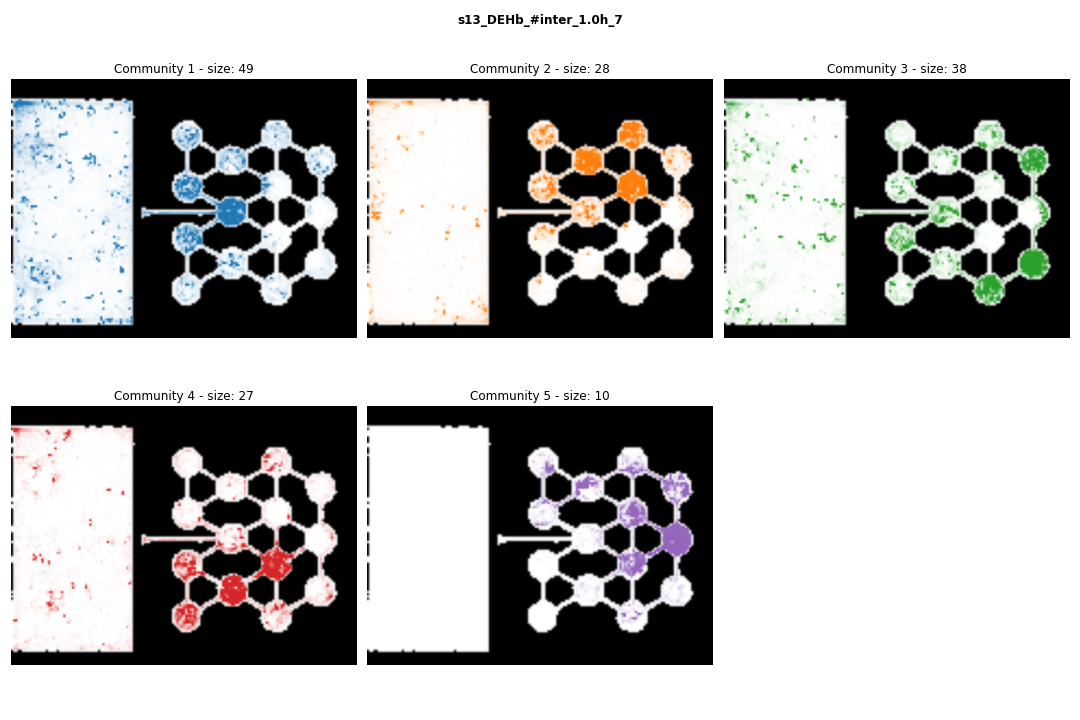 s13_DEHb_#inter_1.0h_7
Community 1 - size: 49
Community 2 - size: 28
Community 3 - size: 38
Community 4 - size: 27
Community 5 - size: 10